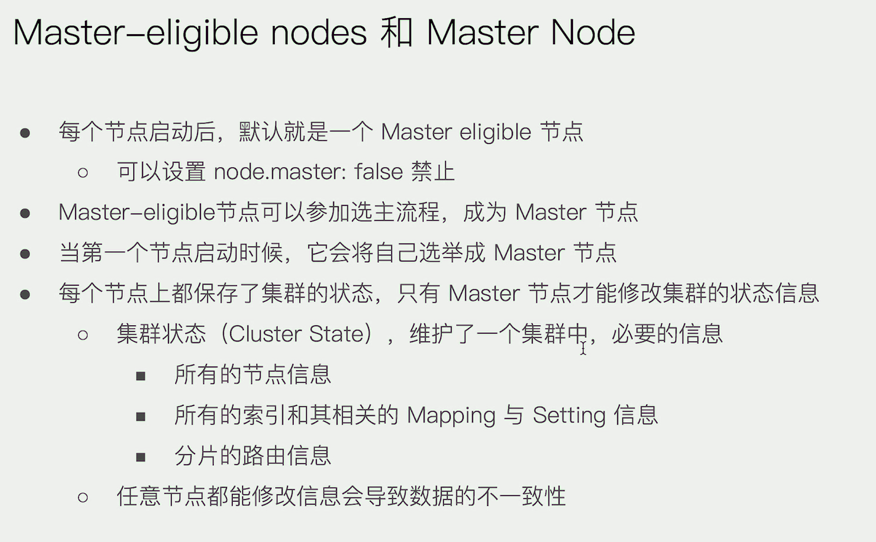 Master-eligible nodes 和 Master Node
● 每个节点启动后，默认就是一个 Master eligible 节点
○ 可以设置 node.master: false 禁止
● Master-eligible节点可以参加选主流程，成为 Master 节点
● 当第一个节点启动时候，它会将自己选举成 Master 节点
● 每个节点上都保存了集群的状态，只有 Master 节点才能修改集群的状态信息
○ 集群状态（Cluster State），维护了一个集群中，必要的信息
■ 所有的节点信息
■ 所有的索引和其相关的 Mapping 与 Setting 信息
■ 分片的路由信息
○ 任意节点都能修改信息会导致数据的不一致性